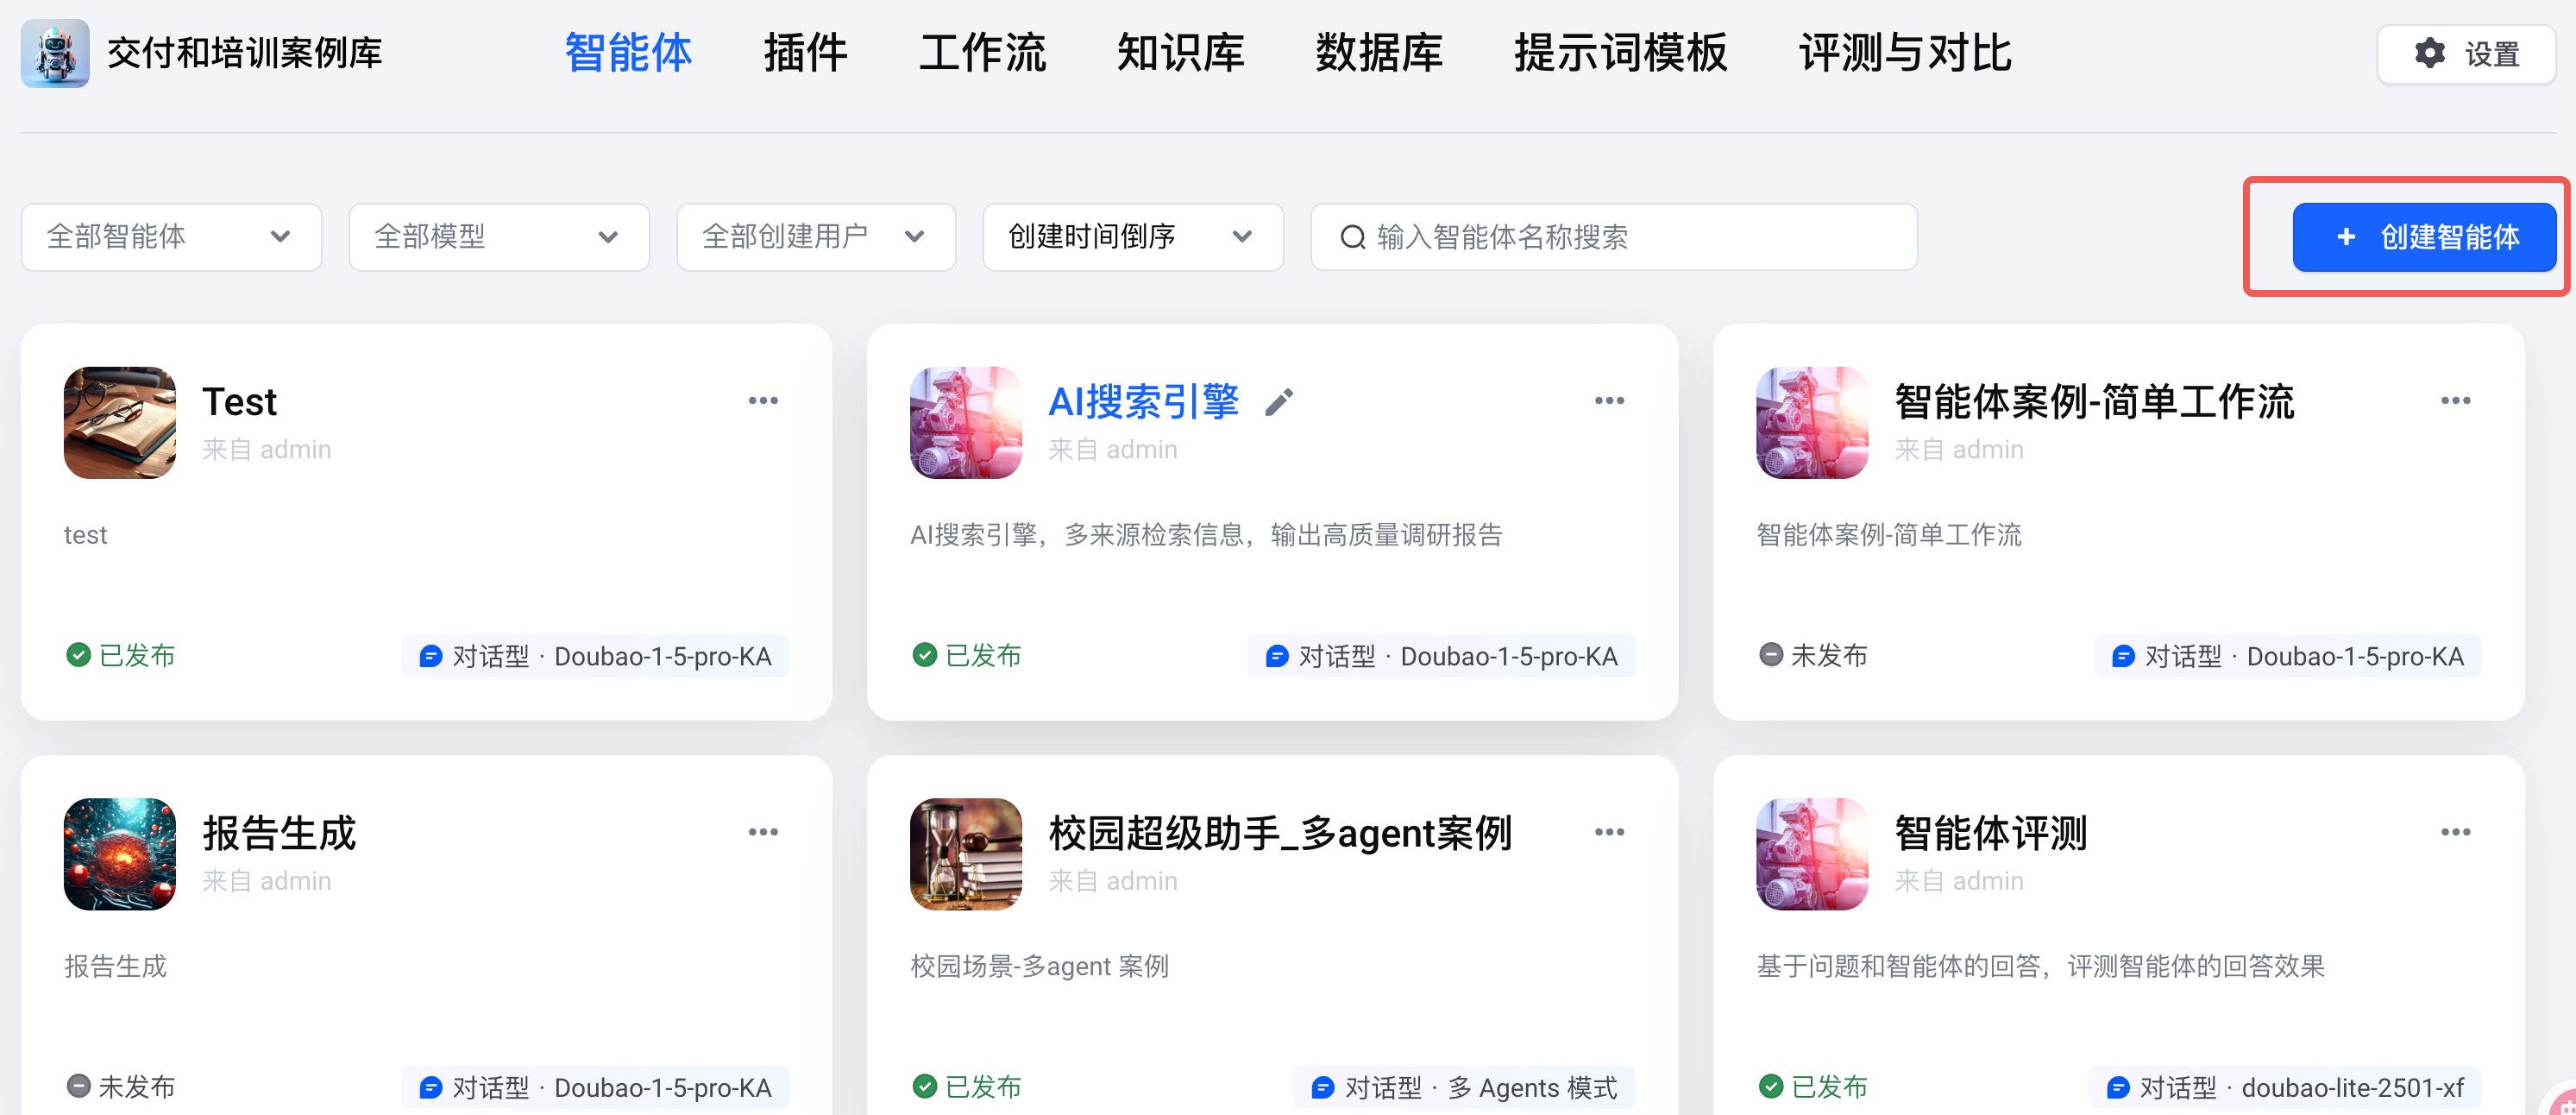 交付和培训案例库
智能体 插件 工作流 知识库 数据库 提示词模板 评测与对比
设置
全部智能体 全部模型 全部创建用户 创建时间倒序 输入智能体名称搜索
+ 创建智能体
Test
来自 admin
test
已发布
对话型 · Doubao-1-5-pro-KA
AI搜索引擎
来自 admin
AI搜索引擎，多来源检索信息，输出高质量调研报告
已发布
对话型 · Doubao-1-5-pro-KA
智能体案例-简单工作流
来自 admin
智能体案例-简单工作流
未发布
对话型 · Doubao-1-5-pro-KA
报告生成
来自 admin
报告生成
未发布
对话型 · Doubao-1-5-pro-KA
校园超级助手_多agent案例
来自 admin
校园场景-多agent 案例
已发布
对话型 · 多 Agents 模式
智能体评测
来自 admin
基于问题和智能体的回答，评测智能体的回答效果
已发布
对话型 · doubao-lite-2501-xf